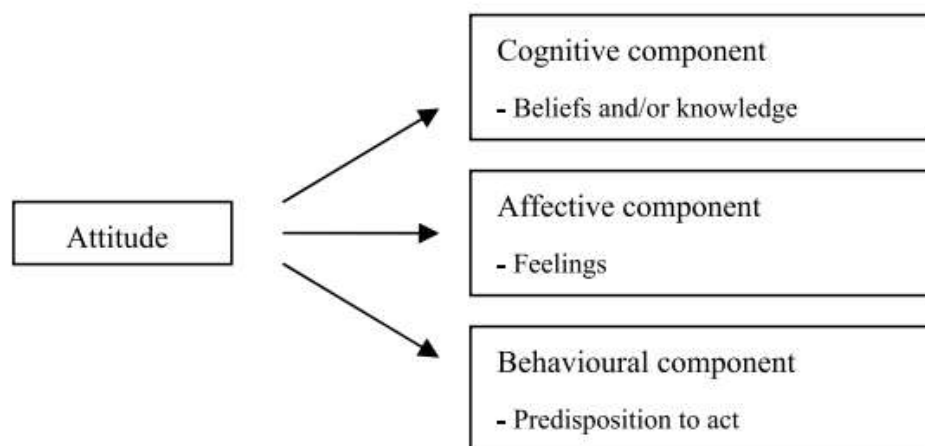 Cognitive component
- Beliefs and/or knowledge
Attitude
Affective component
- Feelings
Behavioural component
- Predisposition to act